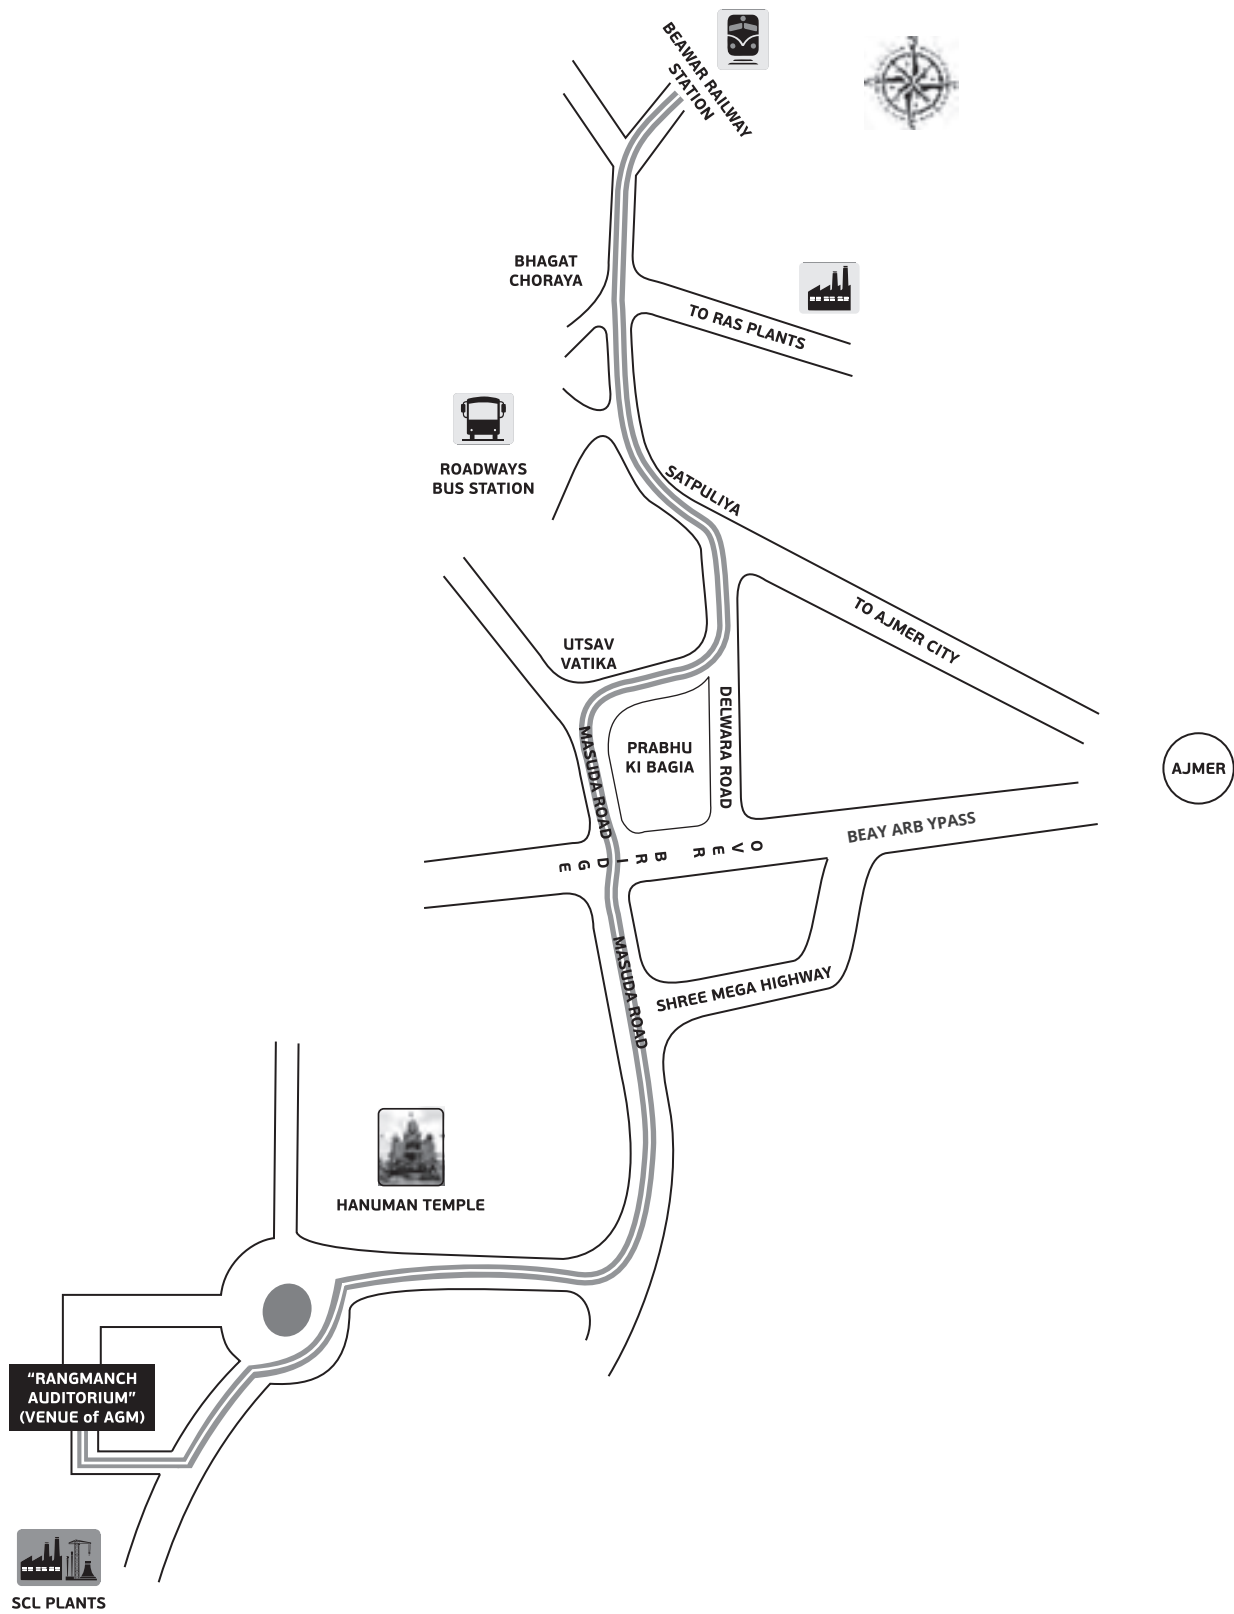 BEAWAR RAILWAY
STATION
BHAGAT
CHORAYA
TO RAS PLANTS
ROADWAYS
BUS STATION
SATPULIYA
TO AJMER CITY
UTSAV
VATIKA
MASUDA ROAD
PRABHU
KI BAGIA
DELWARA ROAD
AJMER
BEAY ARB YPASS
OVER BRIDGE
MASUDA ROAD
SHREE MEGA HIGHWAY
HANUMAN TEMPLE
“RANGMANCH
AUDITORIUM”
(VENUE of AGM)
SCL PLANTS